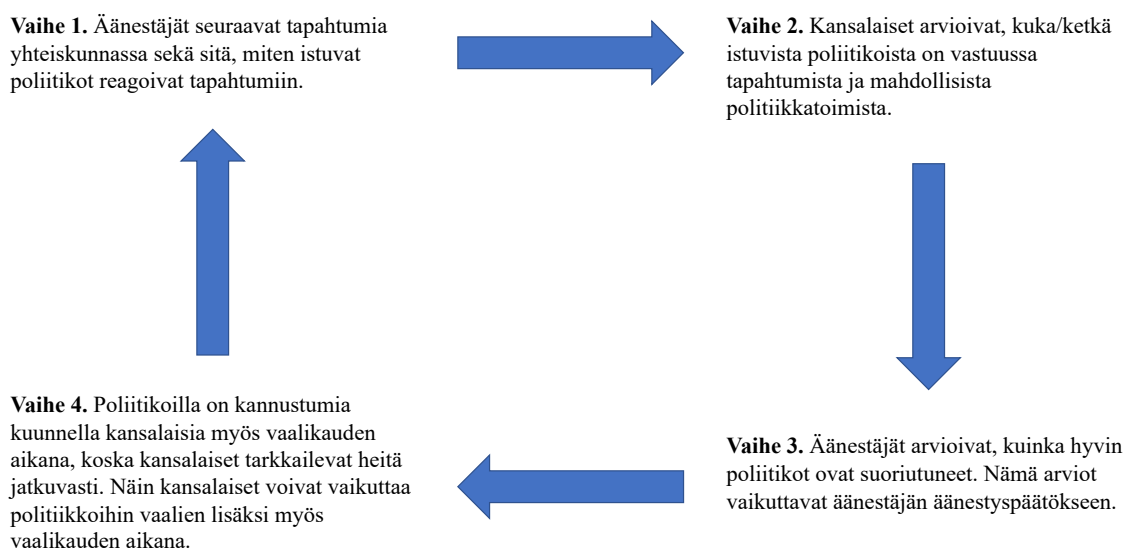 Vaihe 1. Äänestäjät seuraavat tapahtumia
yhteiskunnassa sekä sitä, miten istuvat
poliitikot reagoivat tapahtumiin.
Vaihe 2. Kansalaiset arvioivat, kuka/ketkä
istuvista poliitikoista on vastuussa
tapahtumista ja mahdollisista
politiikkatoimista.
Vaihe 3. Äänestäjät arvioivat, kuinka hyvin
poliitikot ovat suoriutuneet. Nämä arviot
vaikuttavat äänestäjän äänestyspäätökseen.
Vaihe 4. Poliitikoilla on kannustumia
kuunnella kansalaisia myös vaalikauden
aikana, koska kansalaiset tarkkailevat heitä
jatkuvasti. Näin kansalaiset voivat vaikuttaa
politiikkoihin vaalien lisäksi myös
vaalikauden aikana.